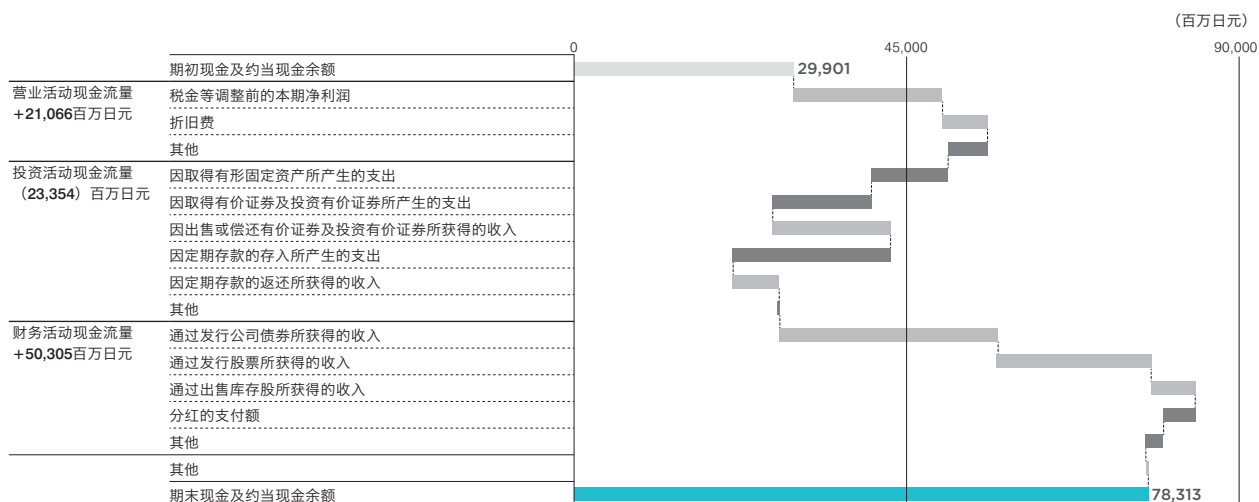 （百万日元）
0 45,000 90,000
期初现金及约当现金余额 29,901
营业活动现金流量 税金等调整前的本期净利润
+21,066百万日元
折旧费
其他
投资活动现金流量 因取得有形固定资产所产生的支出
（23,354）百万日元 因取得有价证券及投资有价证券所产生的支出
因出售或偿还有价证券及投资有价证券所获得的收入
因定期存款的存入所产生的支出
因定期存款的返还所获得的收入
其他
财务活动现金流量 通过发行公司债券所获得的收入
+50,305百万日元
通过发行股票所获得的收入
通过出售库存股所获得的收入
分红的支付额
其他
其他
期末现金及约当现金余额 78,313